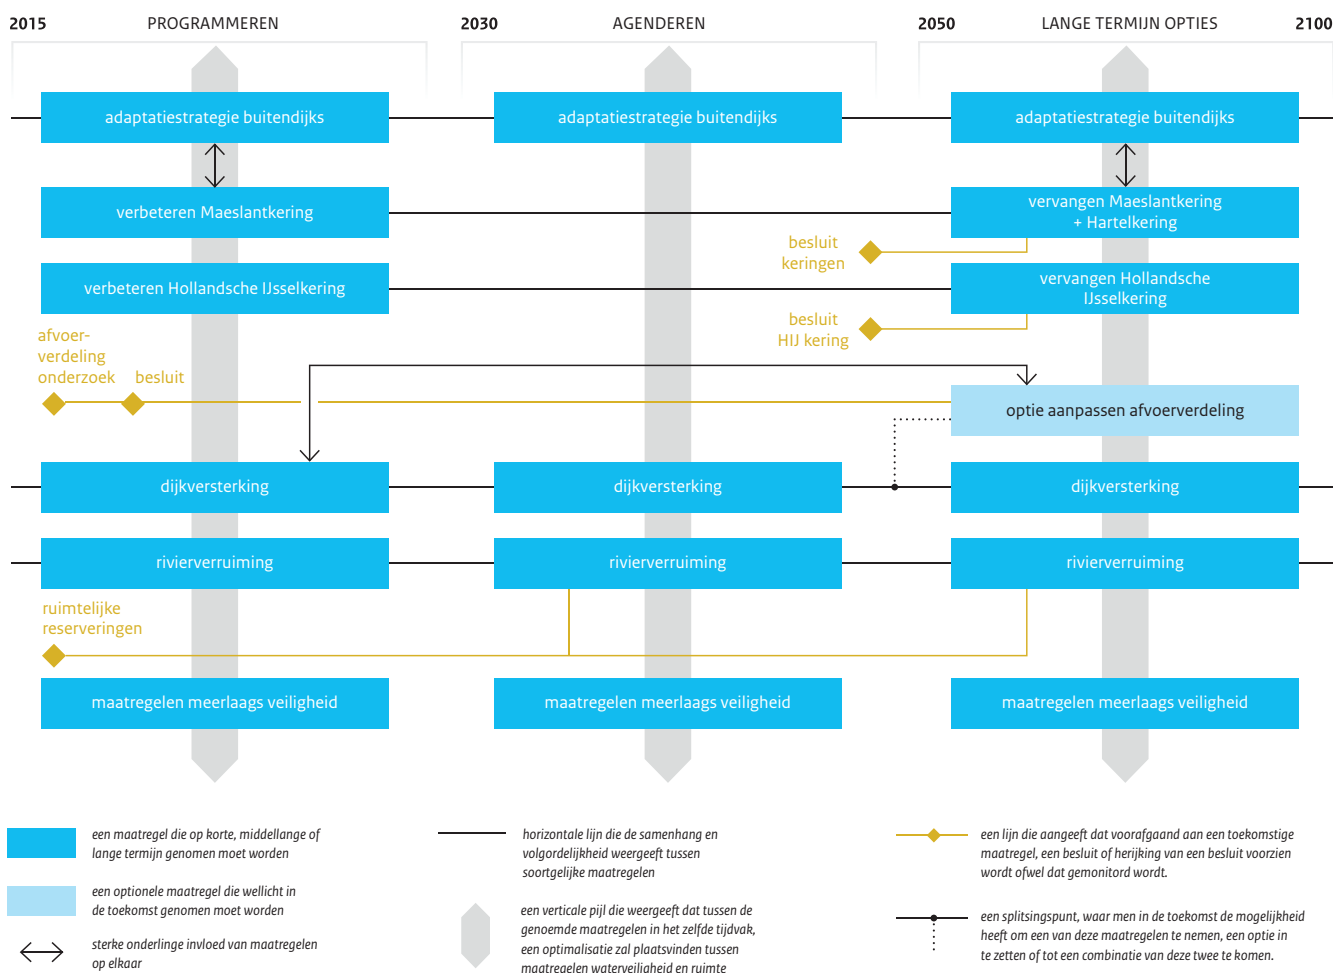 2015 PROGRAMMEREN 2030 AGENDEREN 2050 LANGE TERMIJN OPTIES 2100
adaptatiestrategie buitendijks adaptatiestrategie buitendijks adaptatiestrategie buitendijks
verbeteren Maeslantkering
vervangen Maeslantkering
+ Hartelkering
besluit
keringen
verbeteren Hollandsche IJsselkering
vervangen Hollandsche
IJsselkering
besluit
HIJ kering
afvoer-
verdeling
onderzoek besluit
optie aanpassen afvoerverdeling
dijkversterking dijkversterking dijkversterking
rivierverruiming rivierverruiming rivierverruiming
ruimtelijke
reserveringen
maatregelen meerlaags veiligheid maatregelen meerlaags veiligheid maatregelen meerlaags veiligheid
een maatregel die op korte, middellange of
lange termijn genomen moet worden
een optionele maatregel die wellicht in
de toekomst genomen moet worden
sterke onderlinge invloed van maatregelen
op elkaar
horizontale lijn die de samenhang en
volgordelijkheid weergeeft tussen
soortgelijke maatregelen
een verticale pijl die weergeeft dat tussen de
genoemde maatregelen in het zelfde tijdvak,
een optimalisatie zal plaatsvinden tussen
maatregelen waterveiligheid en ruimte
een lijn die aangeeft dat voorafgaand aan een toekomstige
maatregel, een besluit of herijking van een besluit voorzien
wordt ofwel dat gemonitord wordt.
een splitsingspunt, waar men in de toekomst de mogelijkheid
heeft om een van deze maatregelen te nemen, een optie in
te zetten of tot een combinatie van deze twee te komen.